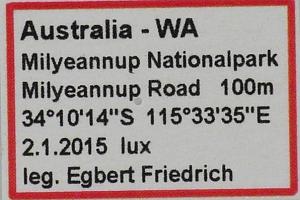 Australia - WA
Milyeannup Nationalpark
Milyeannup Road 100m
34°10'14"S 115°33'35"E
2.1.2015 lux
leg. Egbert Friedrich